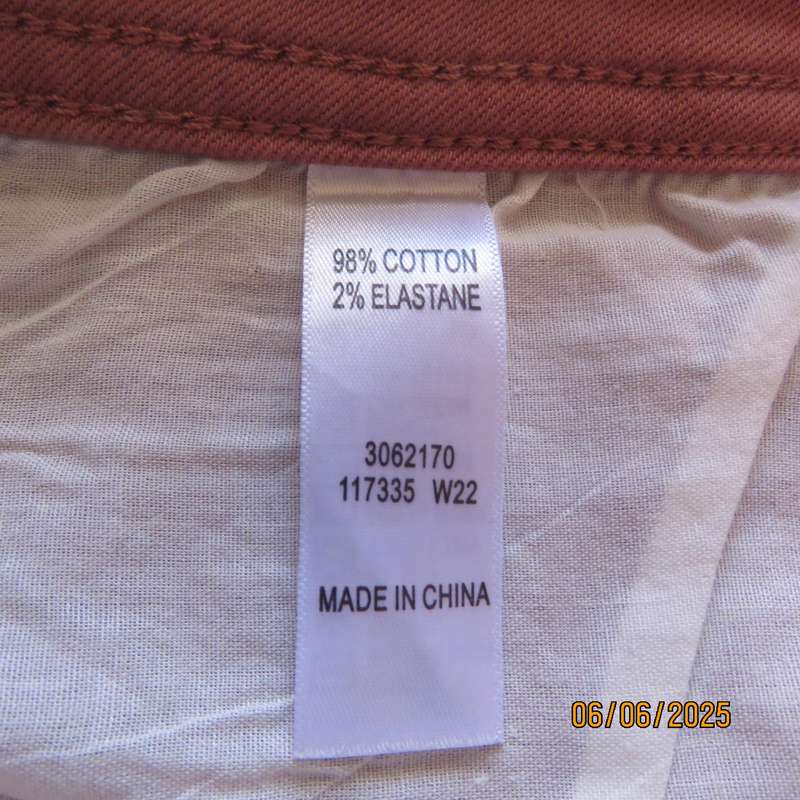 98% COTTON
2% ELASTANE
3062170
117335 W22
MADE IN CHINA
06/06/2025